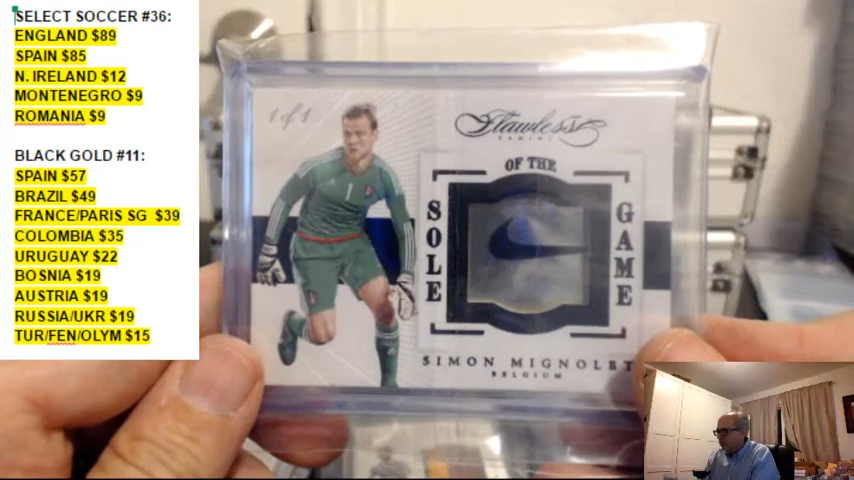 SELECT SOCCER #36:
ENGLAND $89
SPAIN $85
N. IRELAND $12
MONTENEGRO $9
ROMANIA $9
BLACK GOLD #11:
SPAIN $57
BRAZIL $49
FRANCE/PARIS SG $39
COLOMBIA $35
URUGUAY $22
BOSNIA $19
AUSTRIA $19
RUSSIA/UKR $19
TUR/FEN/OLYM $15
1 of 1
Flawless
PANINI
OF THE
SOLE
GAME
SIMON MIGNOLET
BELGIUM